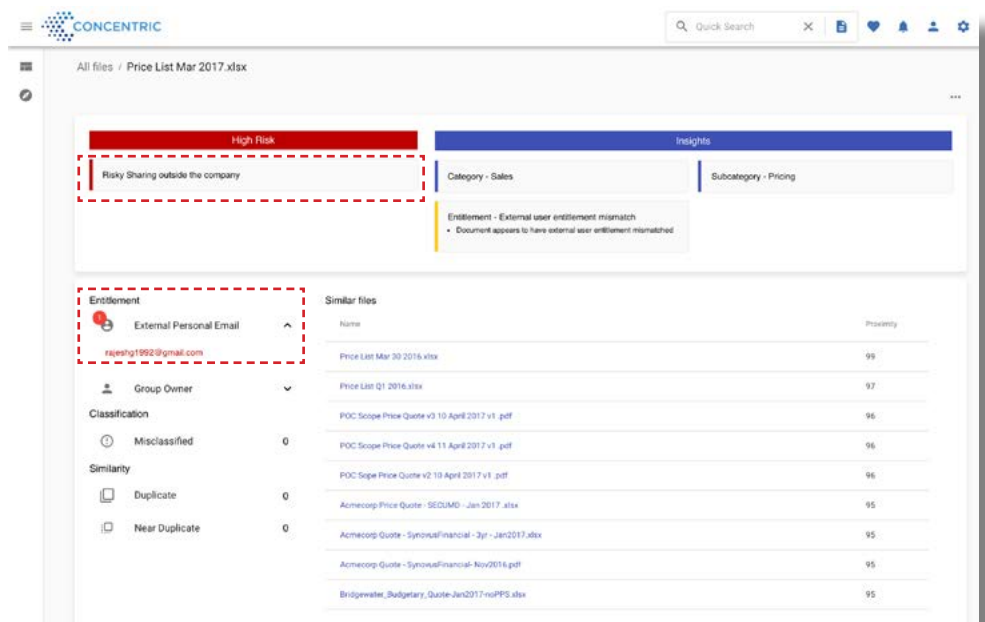 CONCENTRIC
Quick Search
All files / Price List Mar 2017.xlsx
High Risk
Insights
Risky Sharing outside the company
Category - Sales
Subcategory - Pricing
Entitlement - External user entitlement mismatch
• Document appears to have external user entitlement mismatched
Entitlement
1
External Personal Email
rajeshg1992@gmail.com
Group Owner
Classification
Misclassified 0
Similarity
Duplicate 0
Near Duplicate 0
Similar files
Name Proximity
Price List Mar 30 2016.xlsx 99
Price List Q1 2016.xlsx 97
POC Scope Price Quote v3 10 April 2017 v1 .pdf 96
POC Scope Price Quote v4 11 April 2017 v1 .pdf 96
POC Sope Price Quote v2 10 April 2017 v1 .pdf 96
Acmecorp Price Quote - SECUMD - Jan 2017 .xlsx 95
Acmecorp Quote - SynovusFinancial - 3yr - Jan2017.xlsx 95
Acmecorp Quote - SynovusFinancial- Nov2016.pdf 95
Bridgewater_Budgetary_Quote-Jan2017-noPPS.xlsx 95